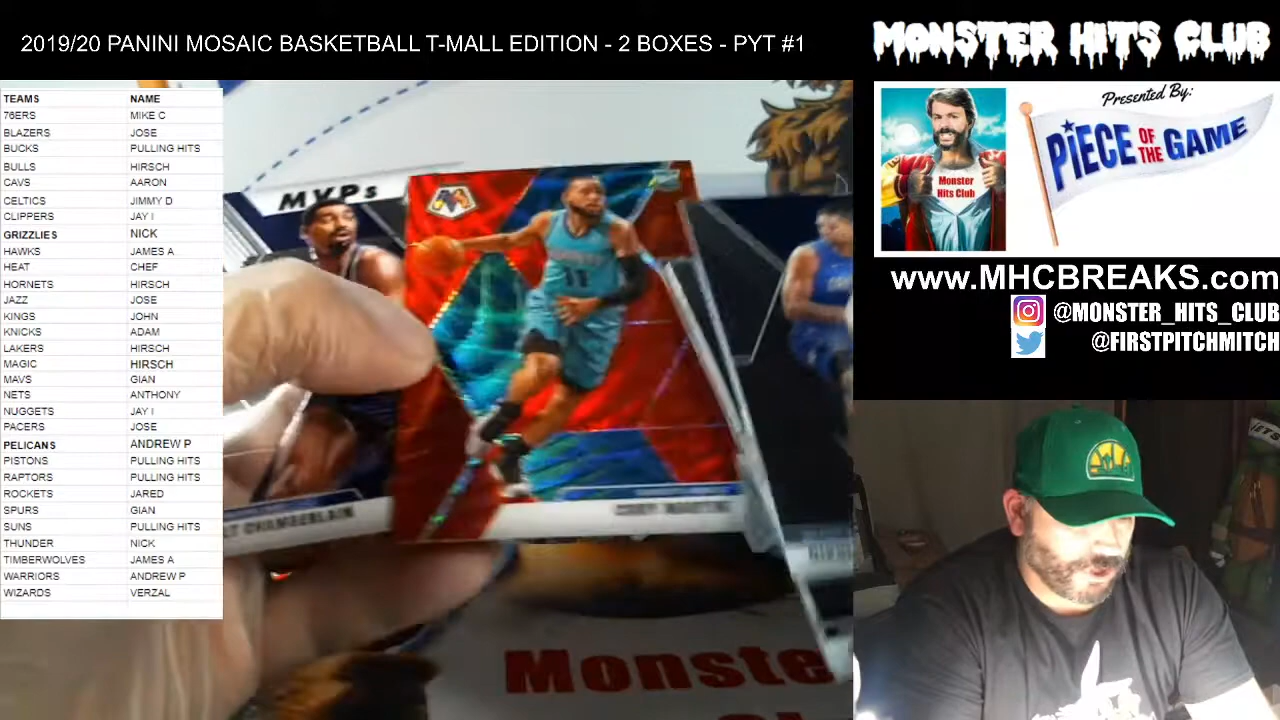 2019/20 PANINI MOSAIC BASKETBALL T-MALL EDITION - 2 BOXES - PYT #1
MONSTER HITS CLUB
TEAMS NAME
76ERS MIKE C
BLAZERS JOSE
BUCKS PULLING HITS
BULLS HIRSCH
CAVS AARON
CELTICS JIMMY D
CLIPPERS JAY I
GRIZZLIES NICK
HAWKS JAMES A
HEAT CHEF
HORNETS HIRSCH
JAZZ JOSE
KINGS JOHN
KNICKS ADAM
LAKERS HIRSCH
MAGIC HIRSCH
MAVS GIAN
NETS ANTHONY
NUGGETS JAY I
PACERS JOSE
PELICANS ANDREW P
PISTONS PULLING HITS
RAPTORS PULLING HITS
ROCKETS JARED
SPURS GIAN
SUNS PULLING HITS
THUNDER NICK
TIMBERWOLVES JAMES A
WARRIORS ANDREW P
WIZARDS VERZAL
MVPs
11
LT CHAMBERLAIN
CODY MARTIN
Monste
Presented By:
PIECE OF THE GAME
Monster
Hits Club
www.MHCBREAKS.com
@MONSTER_HITS_CLUB
@FIRSTPITCHMITCH